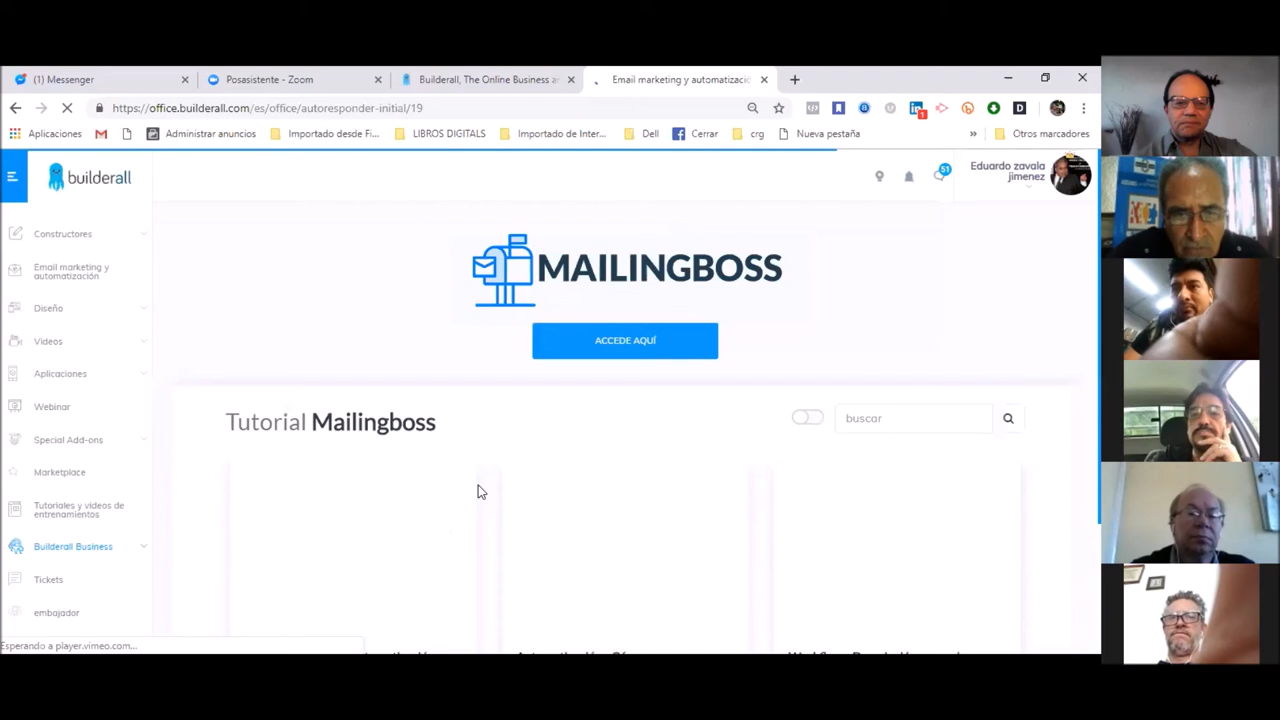 (1) Messenger
Posasistente - Zoom
Builderall, The Online Business a
Email marketing y automatizació
https://office.builderall.com/es/office/autoresponder-initial/19
Aplicaciones
Administrar anuncios
Importado desde Fi...
LIBROS DIGITALS
Importado de Inter...
Dell
Cerrar
crg
Nueva pestaña
»
Otros marcadores
builderall
51
Eduardo zavala
jimenez
Constructores
Email marketing y
automatización
Diseño
Videos
Aplicaciones
Webinar
Special Add-ons
Marketplace
Tutoriales y videos de
entrenamientos
Builderall Business
Tickets
embajador
MAILINGBOSS
ACCEDE AQUÍ
Tutorial Mailingboss
buscar
Esperando a player.vimeo.com...